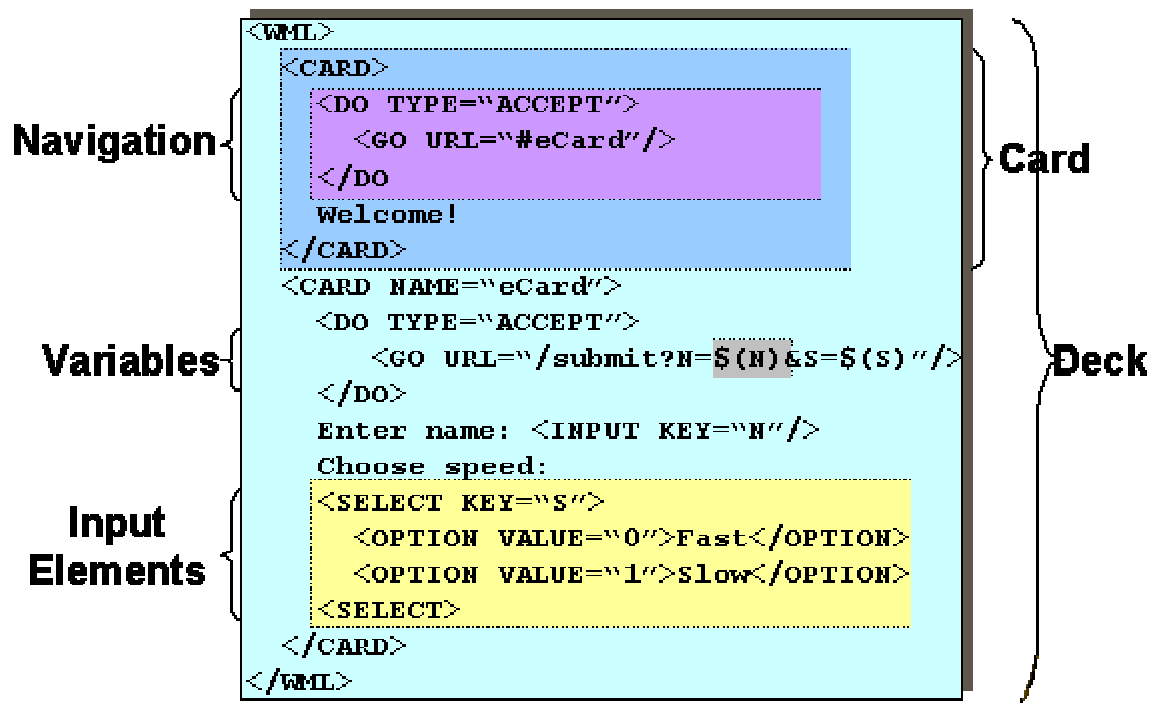 <WML>
<CARD>
<DO TYPE=“ACCEPT”>
<GO URL=“#eCard”/>
</DO
Welcome!
</CARD>
<CARD NAME=“eCard”>
<DO TYPE=“ACCEPT”>
<GO URL=“/submit?N=$(N)&S=$(S)”/>
</DO>
Enter name: <INPUT KEY=“N”/>
Choose speed:
<SELECT KEY=“S”>
<OPTION VALUE=“0”>Fast</OPTION>
<OPTION VALUE=“1”>Slow</OPTION>
<SELECT>
</CARD>
</WML>
Navigation
Variables
Input
Elements
Card
Deck